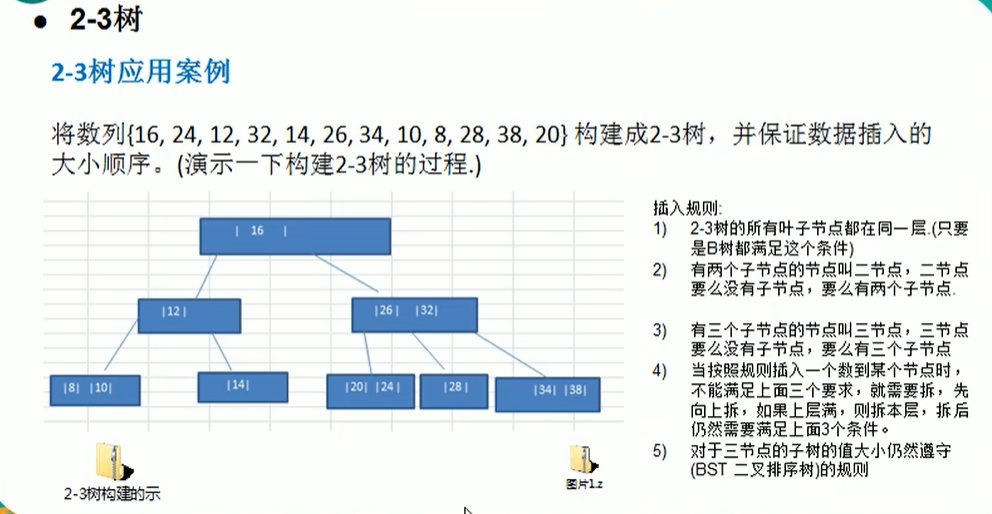 ● 2-3树
2-3树应用案例
将数列{16, 24, 12, 32, 14, 26, 34, 10, 8, 28, 38, 20} 构建成2-3树，并保证数据插入的
大小顺序。(演示一下构建2-3树的过程.)
| 16 |
|12 |
|26| |32|
|8| |10|
|14|
|20| |24 |
|28 |
|34| |38|
2-3树构建的示
图片1.z
插入规则:
1) 2-3树的所有叶子节点都在同一层.(只要
是B树都满足这个条件)
2) 有两个子节点的节点叫二节点，二节点
要么没有子节点，要么有两个子节点.
3) 有三个子节点的节点叫三节点，三节点
要么没有子节点，要么有三个子节点
4) 当按照规则插入一个数到某个节点时，
不能满足上面三个要求，就需要拆，先
向上拆，如果上层满，则拆本层，拆后
仍然需要满足上面3个条件。
5) 对于三节点的子树的值大小仍然遵守
(BST 二叉排序树)的规则